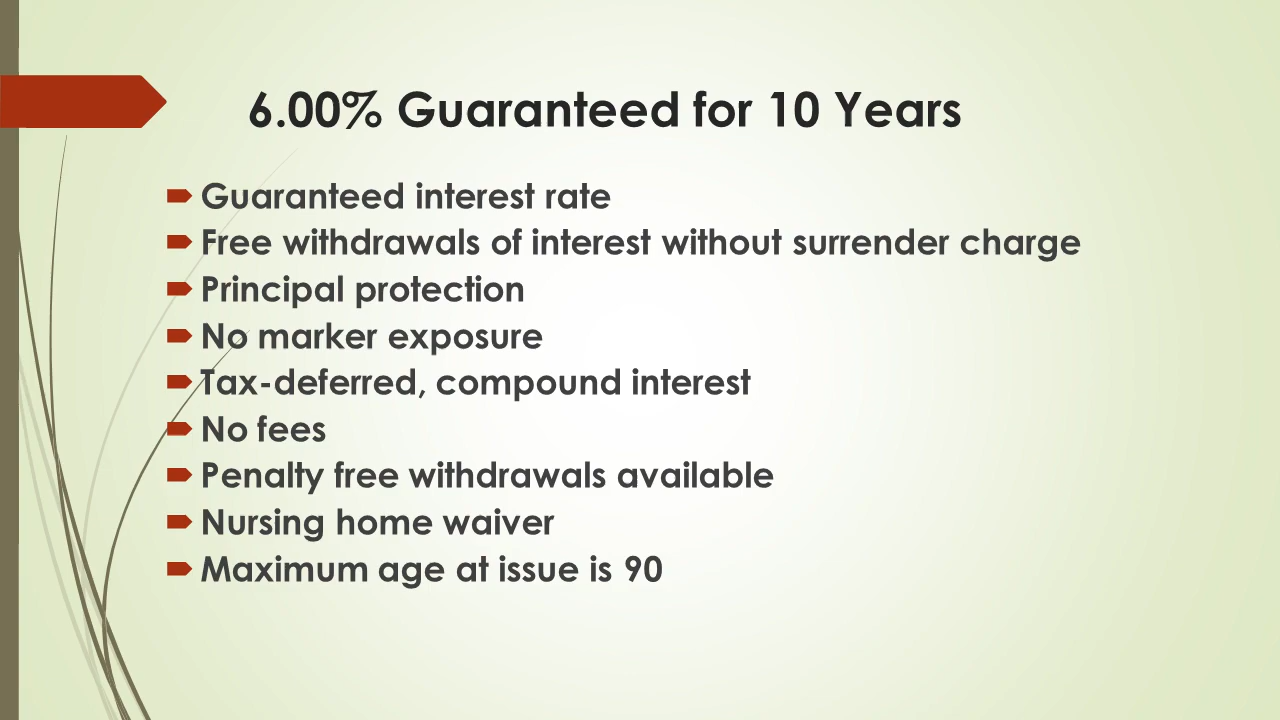 6.00% Guaranteed for 10 Years
Guaranteed interest rate
Free withdrawals of interest without surrender charge
Principal protection
No marker exposure
Tax-deferred, compound interest
No fees
Penalty free withdrawals available
Nursing home waiver
Maximum age at issue is 90